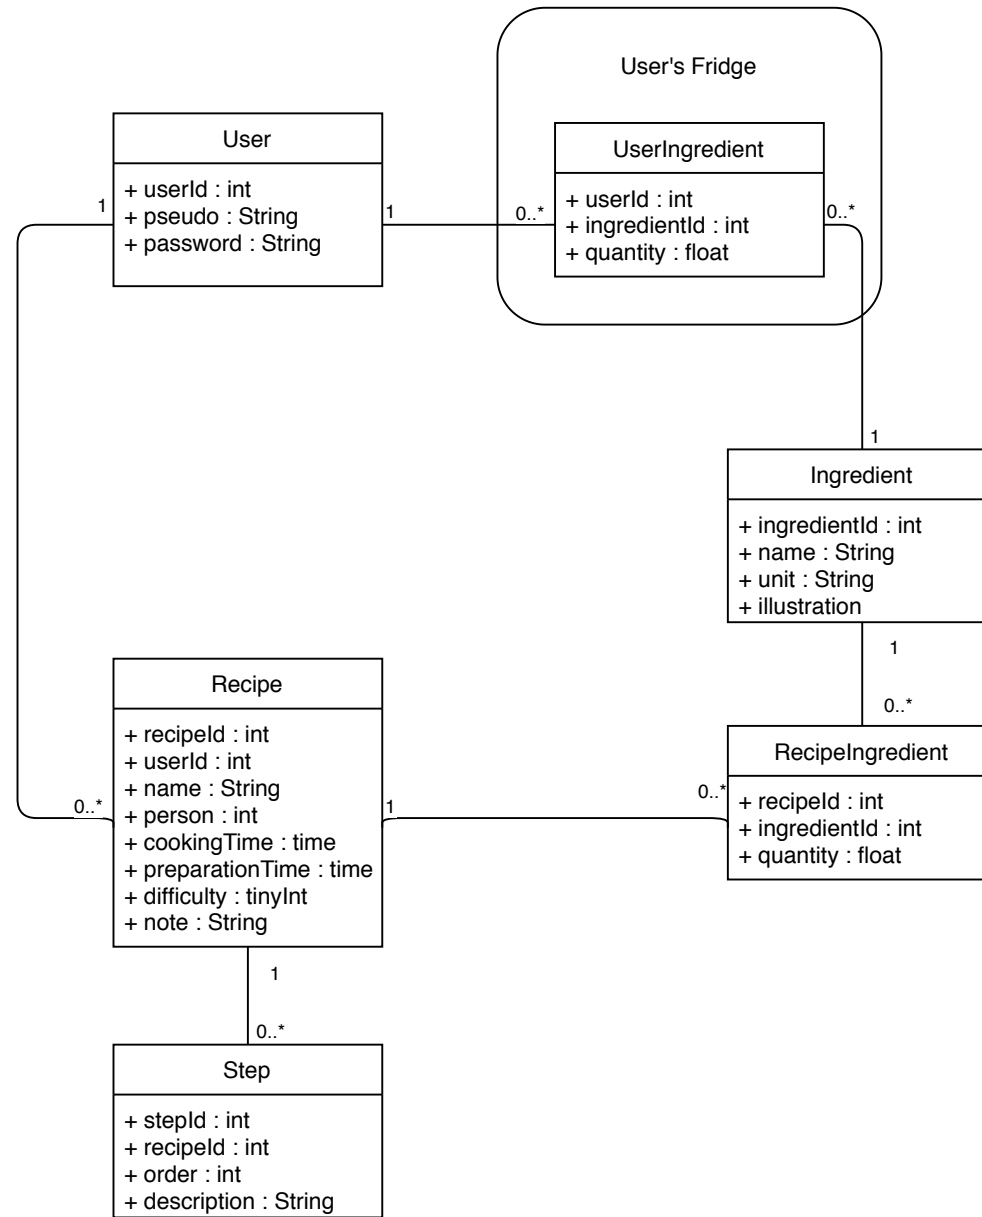 User's Fridge
User
+ userId : int
+ pseudo : String
+ password : String
1
1
0..*
UserIngredient
+ userId : int
+ ingredientId : int
+ quantity : float
0..*
1
Ingredient
+ ingredientId : int
+ name : String
+ unit : String
+ illustration
1
0..*
Recipe
+ recipeId : int
+ userId : int
+ name : String
+ person : int
+ cookingTime : time
+ preparationTime : time
+ difficulty : tinyInt
+ note : String
0..*
1
0..*
RecipeIngredient
+ recipeId : int
+ ingredientId : int
+ quantity : float
1
0..*
Step
+ stepId : int
+ recipeId : int
+ order : int
+ description : String